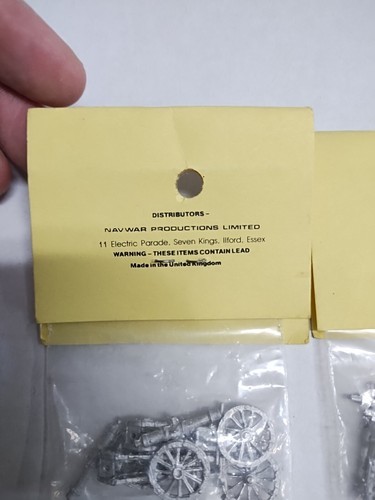 DISTRIBUTORS –
NAVWAR PRODUCTIONS LIMITED
11 Electric Parade, Seven Kings, Ilford, Essex
WARNING – THESE ITEMS CONTAIN LEAD
Made in the United Kingdom